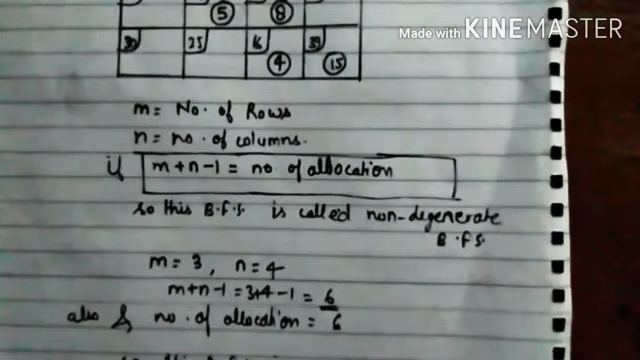 Made with KINEMASTER
5 8
30 25 16 39
4 15
m = No. of Rows
n = no. of columns.
if m+n-1 = no of allocation
so this B.f.s. is called non-degenerate
B.f.s.
m = 3, n = 4
m+n-1 = 3+4-1 = 6
also & no. of allocation = 6